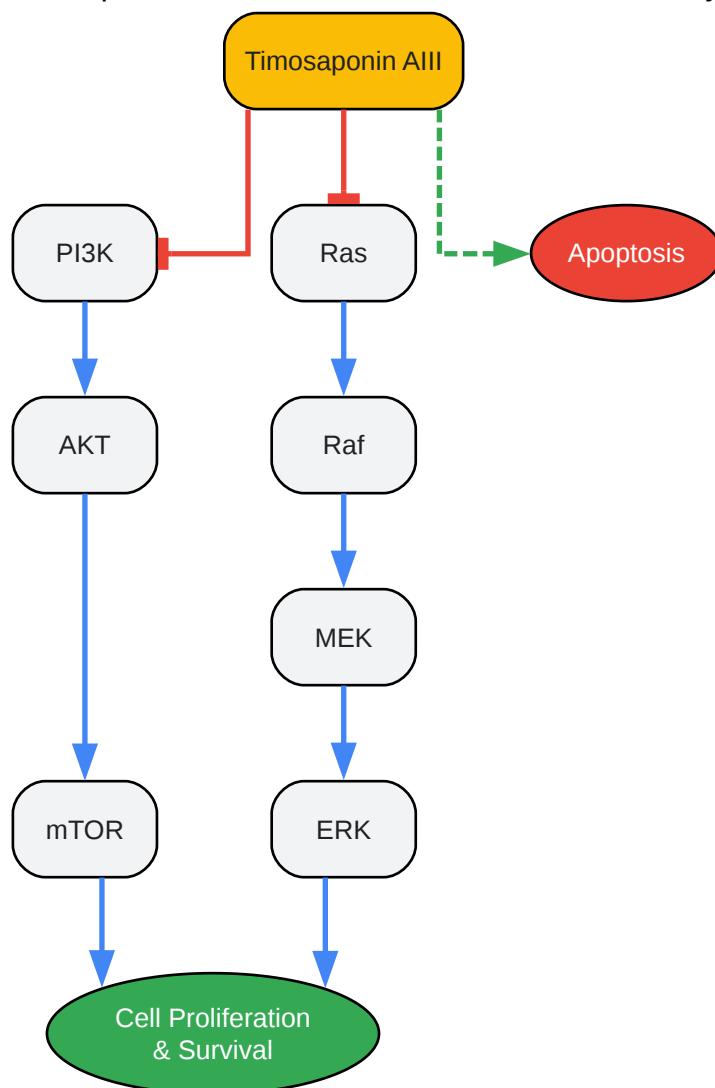 Timosaponin AIII
PI3K
Ras
Apoptosis
AKT
Raf
MEK
mTOR
ERK
Cell Proliferation
& Survival